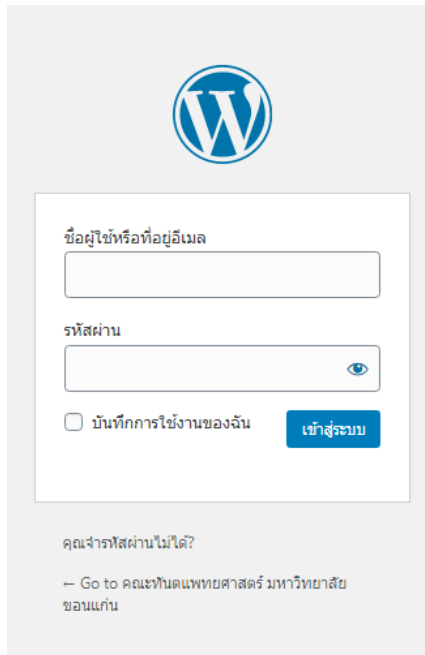 ชื่อผู้ใช้หรือที่อยู่อีเมล
รหัสผ่าน
บันทึกการใช้งานของฉัน
เข้าสู่ระบบ
คุณจำรหัสผ่านไม่ได้?
← Go to คณะทันตแพทยศาสตร์ มหาวิทยาลัย
ขอนแก่น